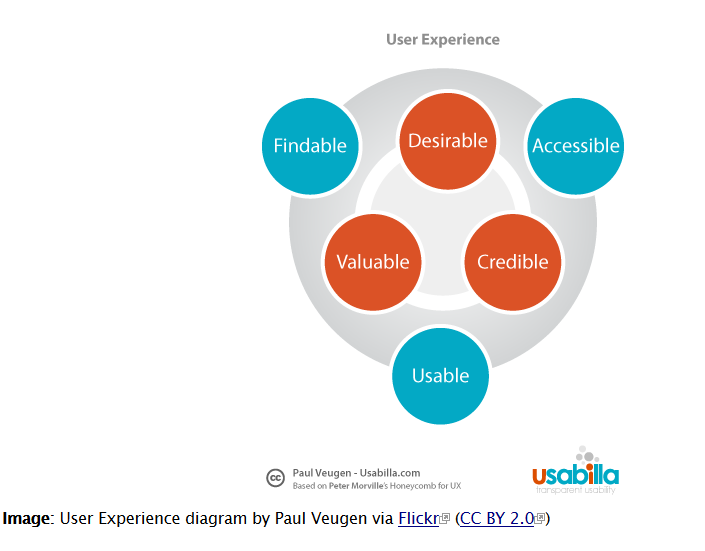 User Experience
Findable
Desirable
Accessible
Valuable
Credible
Usable
cc
Paul Veugen - Usabilla.com
Based on Peter Morville's Honeycomb for UX
usabilla
transparent usability
Image: User Experience diagram by Paul Veugen via Flickr (CC BY 2.0)